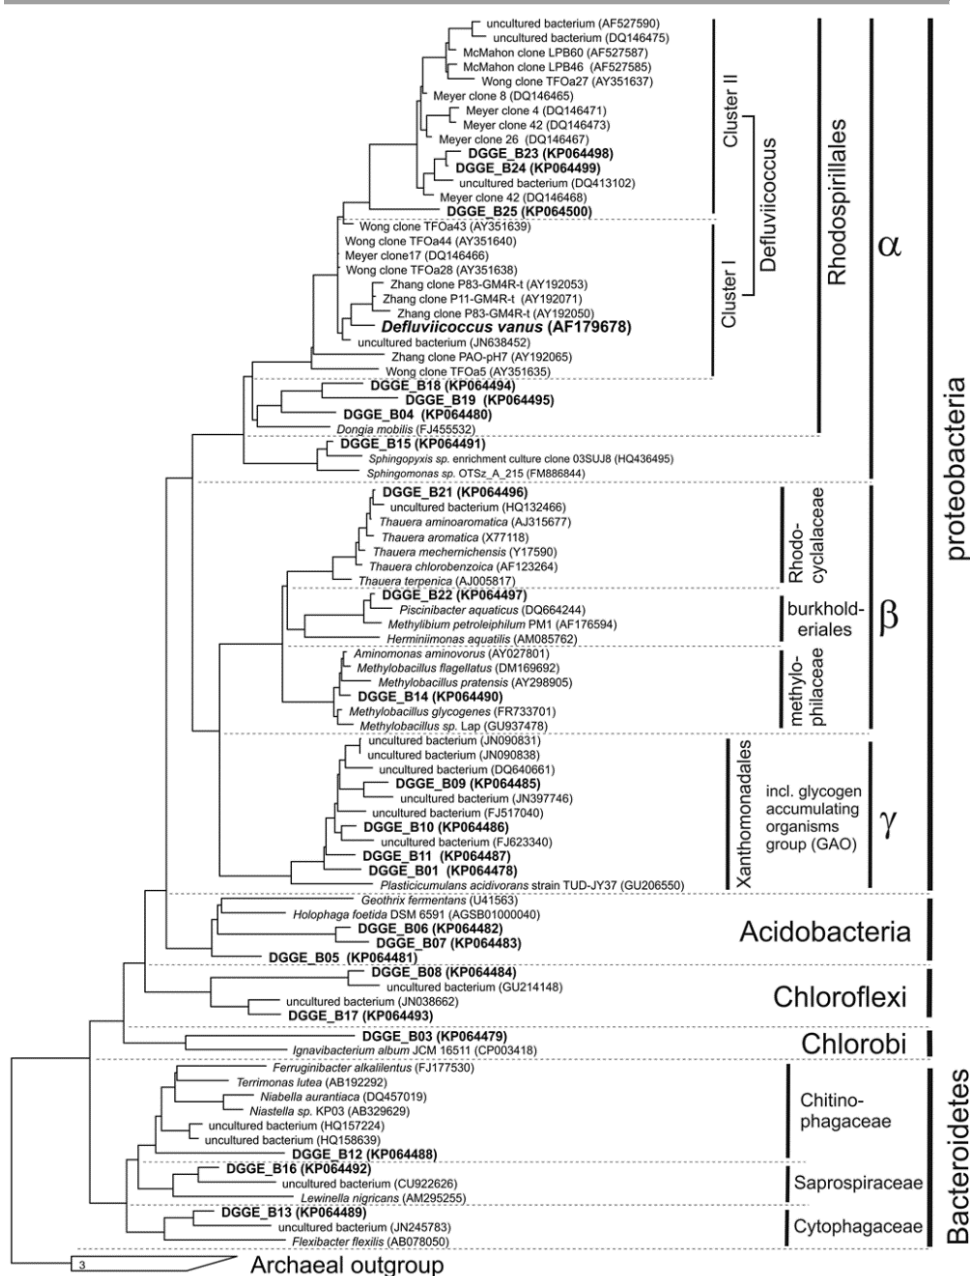 uncultured bacterium (AF527590)
uncultured bacterium (DQ146475)
McMahon clone LPB60 (AF527587)
McMahon clone LPB46 (AF527585)
Wong clone TFOa27 (AY351637)
Meyer clone 8 (DQ146465)
Meyer clone 4 (DQ146471)
Meyer clone 42 (DQ146473)
Meyer clone 26 (DQ146467)
DGGE_B23 (KP064498)
DGGE_B24 (KP064499)
uncultured bacterium (DQ413102)
Meyer clone 42 (DQ146468)
DGGE_B25 (KP064500)
Cluster II
Wong clone TFOa43 (AY351639)
Wong clone TFOa44 (AY351640)
Meyer clone17 (DQ146466)
Wong clone TFOa28 (AY351638)
Zhang clone P83-GM4R-t (AY192053)
Zhang clone P11-GM4R-t (AY192071)
Zhang clone P83-GM4R-t (AY192050)
Defluviicoccus vanus (AF179678)
uncultured bacterium (JN638452)
Zhang clone PAO-pH7 (AY192065)
Wong clone TFOa5 (AY351635)
Cluster I
Defluviicoccus
DGGE_B18 (KP064494)
DGGE_B19 (KP064495)
DGGE_B04 (KP064480)
Dongia mobilis (FJ455532)
Rhodospirillales
DGGE_B15 (KP064491)
Sphingopyxis sp. enrichment culture clone 03SUJ8 (HQ436495)
Sphingomonas sp. OTSz_A_215 (FM886844)
α
DGGE_B21 (KP064496)
uncultured bacterium (HQ132466)
Thauera aminoaromatica (AJ315677)
Thauera aromatica (X77118)
Thauera mechernichensis (Y17590)
Thauera chlorobenzoica (AF123264)
Thauera terpenica (AJ005817)
Rhodo-
cyclalaceae
DGGE_B22 (KP064497)
Piscinibacter aquaticus (DQ664244)
Methylibium petroleiphilum PM1 (AF176594)
Herminiimonas aquatilis (AM085762)
burkhold-
eriales
Aminomonas aminovorus (AY027801)
Methylobacillus flagellatus (DM169692)
Methylobacillus pratensis (AY298905)
DGGE_B14 (KP064490)
Methylobacillus glycogenes (FR733701)
Methylobacillus sp. Lap (GU937478)
methylo-
philaceae
β
uncultured bacterium (JN090831)
uncultured bacterium (JN090838)
uncultured bacterium (DQ640661)
DGGE_B09 (KP064485)
uncultured bacterium (JN397746)
uncultured bacterium (FJ517040)
DGGE_B10 (KP064486)
uncultured bacterium (FJ623340)
DGGE_B11 (KP064487)
DGGE_B01 (KP064478)
Plasticicumulans acidivorans strain TUD-JY37 (GU206550)
Xanthomonadales
incl. glycogen
accumulating
organisms
group (GAO)
γ
proteobacteria
Geothrix fermentans (U41563)
Holophaga foetida DSM 6591 (AGSB01000040)
DGGE_B06 (KP064482)
DGGE_B07 (KP064483)
DGGE_B05 (KP064481)
Acidobacteria
DGGE_B08 (KP064484)
uncultured bacterium (GU214148)
uncultured bacterium (JN038662)
DGGE_B17 (KP064493)
Chloroflexi
DGGE_B03 (KP064479)
Ignavibacterium album JCM 16511 (CP003418)
Chlorobi
Ferruginibacter alkalilentus (FJ177530)
Terrimonas lutea (AB192292)
Niabella aurantiaca (DQ457019)
Niastella sp. KP03 (AB329629)
uncultured bacterium (HQ157224)
uncultured bacterium (HQ158639)
DGGE_B12 (KP064488)
Chitino-
phagaceae
DGGE_B16 (KP064492)
uncultured bacterium (CU922626)
Lewinella nigricans (AM295255)
Saprospiraceae
DGGE_B13 (KP064489)
uncultured bacterium (JN245783)
Flexibacter flexilis (AB078050)
Cytophagaceae
Bacteroidetes
3
Archaeal outgroup